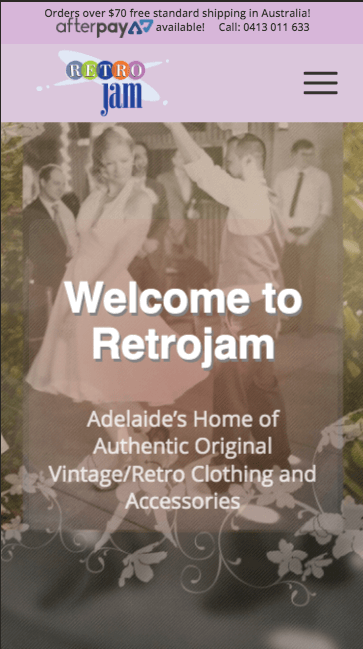 Orders over $70 free standard shipping in Australia!
afterpay available! Call: 0413 011 633
RETRO
jam
Welcome to
Retrojam
Adelaide's Home of
Authentic Original
Vintage/Retro Clothing and
Accessories